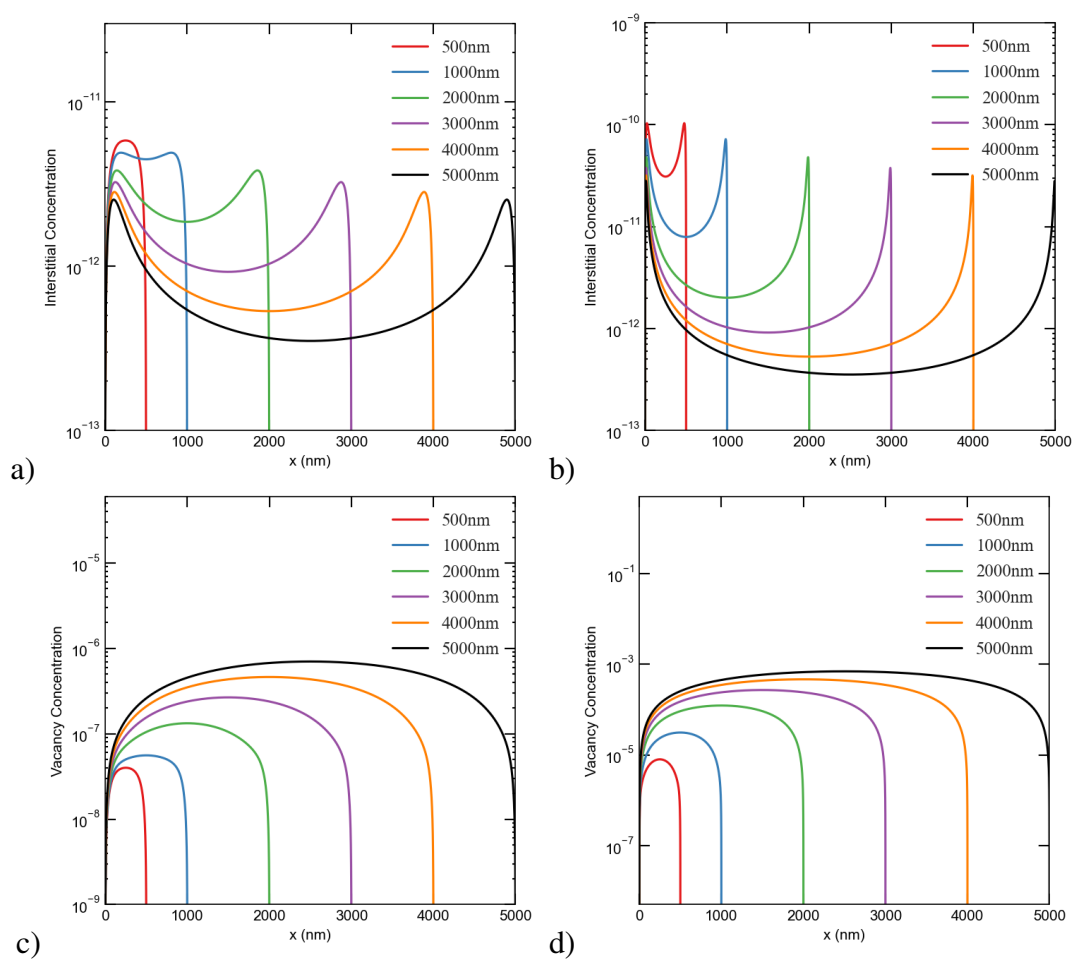 10⁻¹¹
10⁻¹²
10⁻¹³
Interstitial Concentration
500nm
1000nm
2000nm
3000nm
4000nm
5000nm
0 1000 2000 3000 4000 5000
x (nm)
a)
10⁻⁹
10⁻¹⁰
10⁻¹¹
10⁻¹²
10⁻¹³
Interstitial Concentration
500nm
1000nm
2000nm
3000nm
4000nm
5000nm
0 1000 2000 3000 4000 5000
x (nm)
b)
10⁻⁵
10⁻⁶
10⁻⁷
10⁻⁸
10⁻⁹
Vacancy Concentration
500nm
1000nm
2000nm
3000nm
4000nm
5000nm
0 1000 2000 3000 4000 5000
x (nm)
c)
10⁻¹
10⁻³
10⁻⁵
10⁻⁷
Vacancy Concentration
500nm
1000nm
2000nm
3000nm
4000nm
5000nm
0 1000 2000 3000 4000 5000
x (nm)
d)